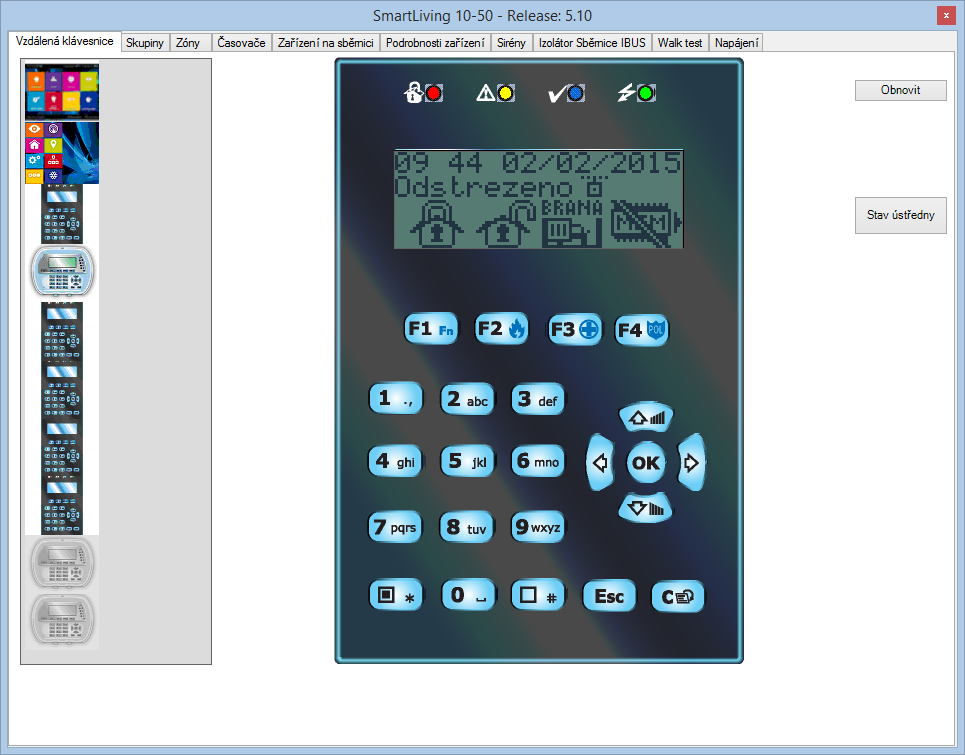 SmartLiving 10-50 - Release: 5.10
x
Vzdálená klávesnice Skupiny Zóny Časovače Zařízení na sběrnici Podrobnosti zařízení Sirény Izolátor Sběrnice IBUS Walk test Napájení
Obnovit
Stav ústředny
09 44 02/02/2015
Odstrezeno
BRANA
MEM
F1 Fn F2 F3 F4 POL
1 ., 2 abc 3 def
4 ghi 5 jkl 6 mno OK
7 pqrs 8 tuv 9 wxyz
* 0 # Esc C